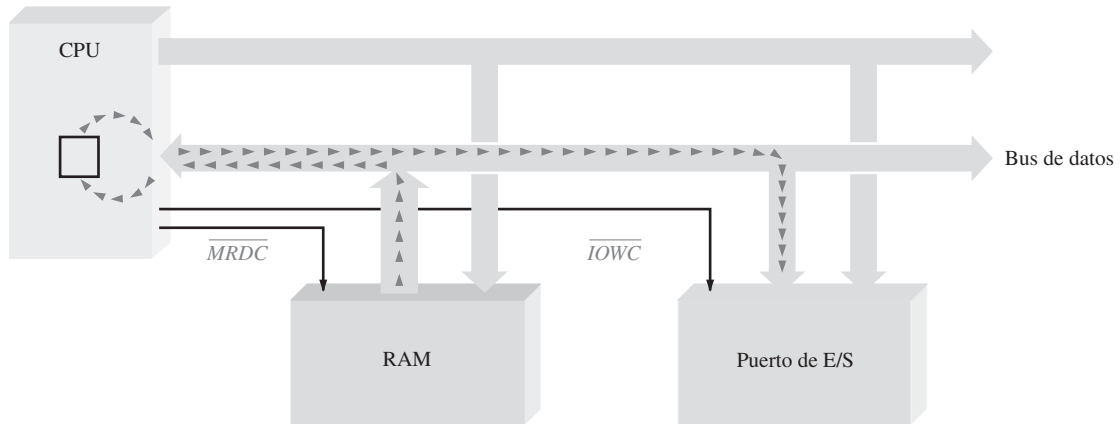 CPU
Bus de datos
MRDC
IOWC
RAM
Puerto de E/S